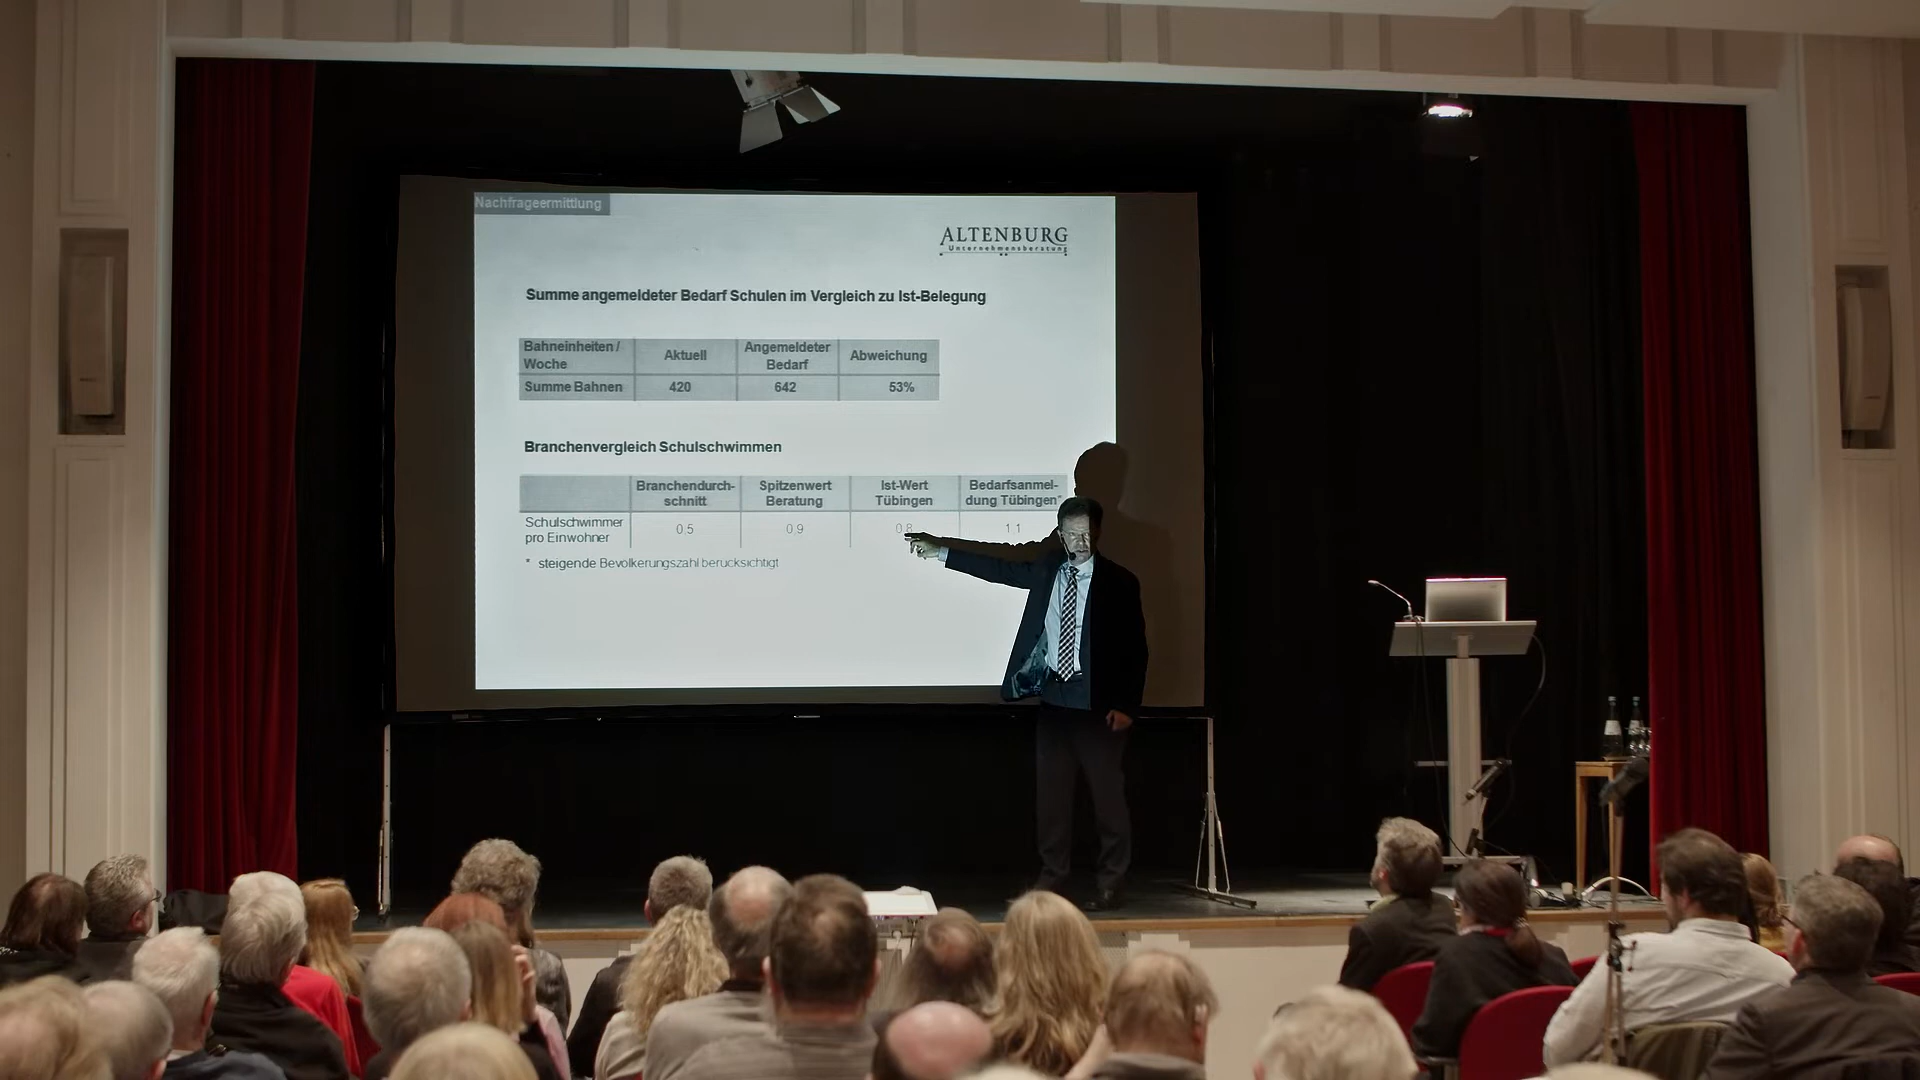 Nachfrageermittlung
ALTENBURG
Unternehmensberatung
Summe angemeldeter Bedarf Schulen im Vergleich zu Ist-Belegung
Bahneinheiten / Woche Aktuell Angemeldeter Bedarf Abweichung
Summe Bahnen 420 642 53%
Branchenvergleich Schulschwimmen
Branchendurch-schnitt Spitzenwert Beratung Ist-Wert Tübingen Bedarfsanmel-dung Tübingen*
Schulschwimmer pro Einwohner 0,5 0,9 0,8 1,1
* steigende Bevölkerungszahl berücksichtigt